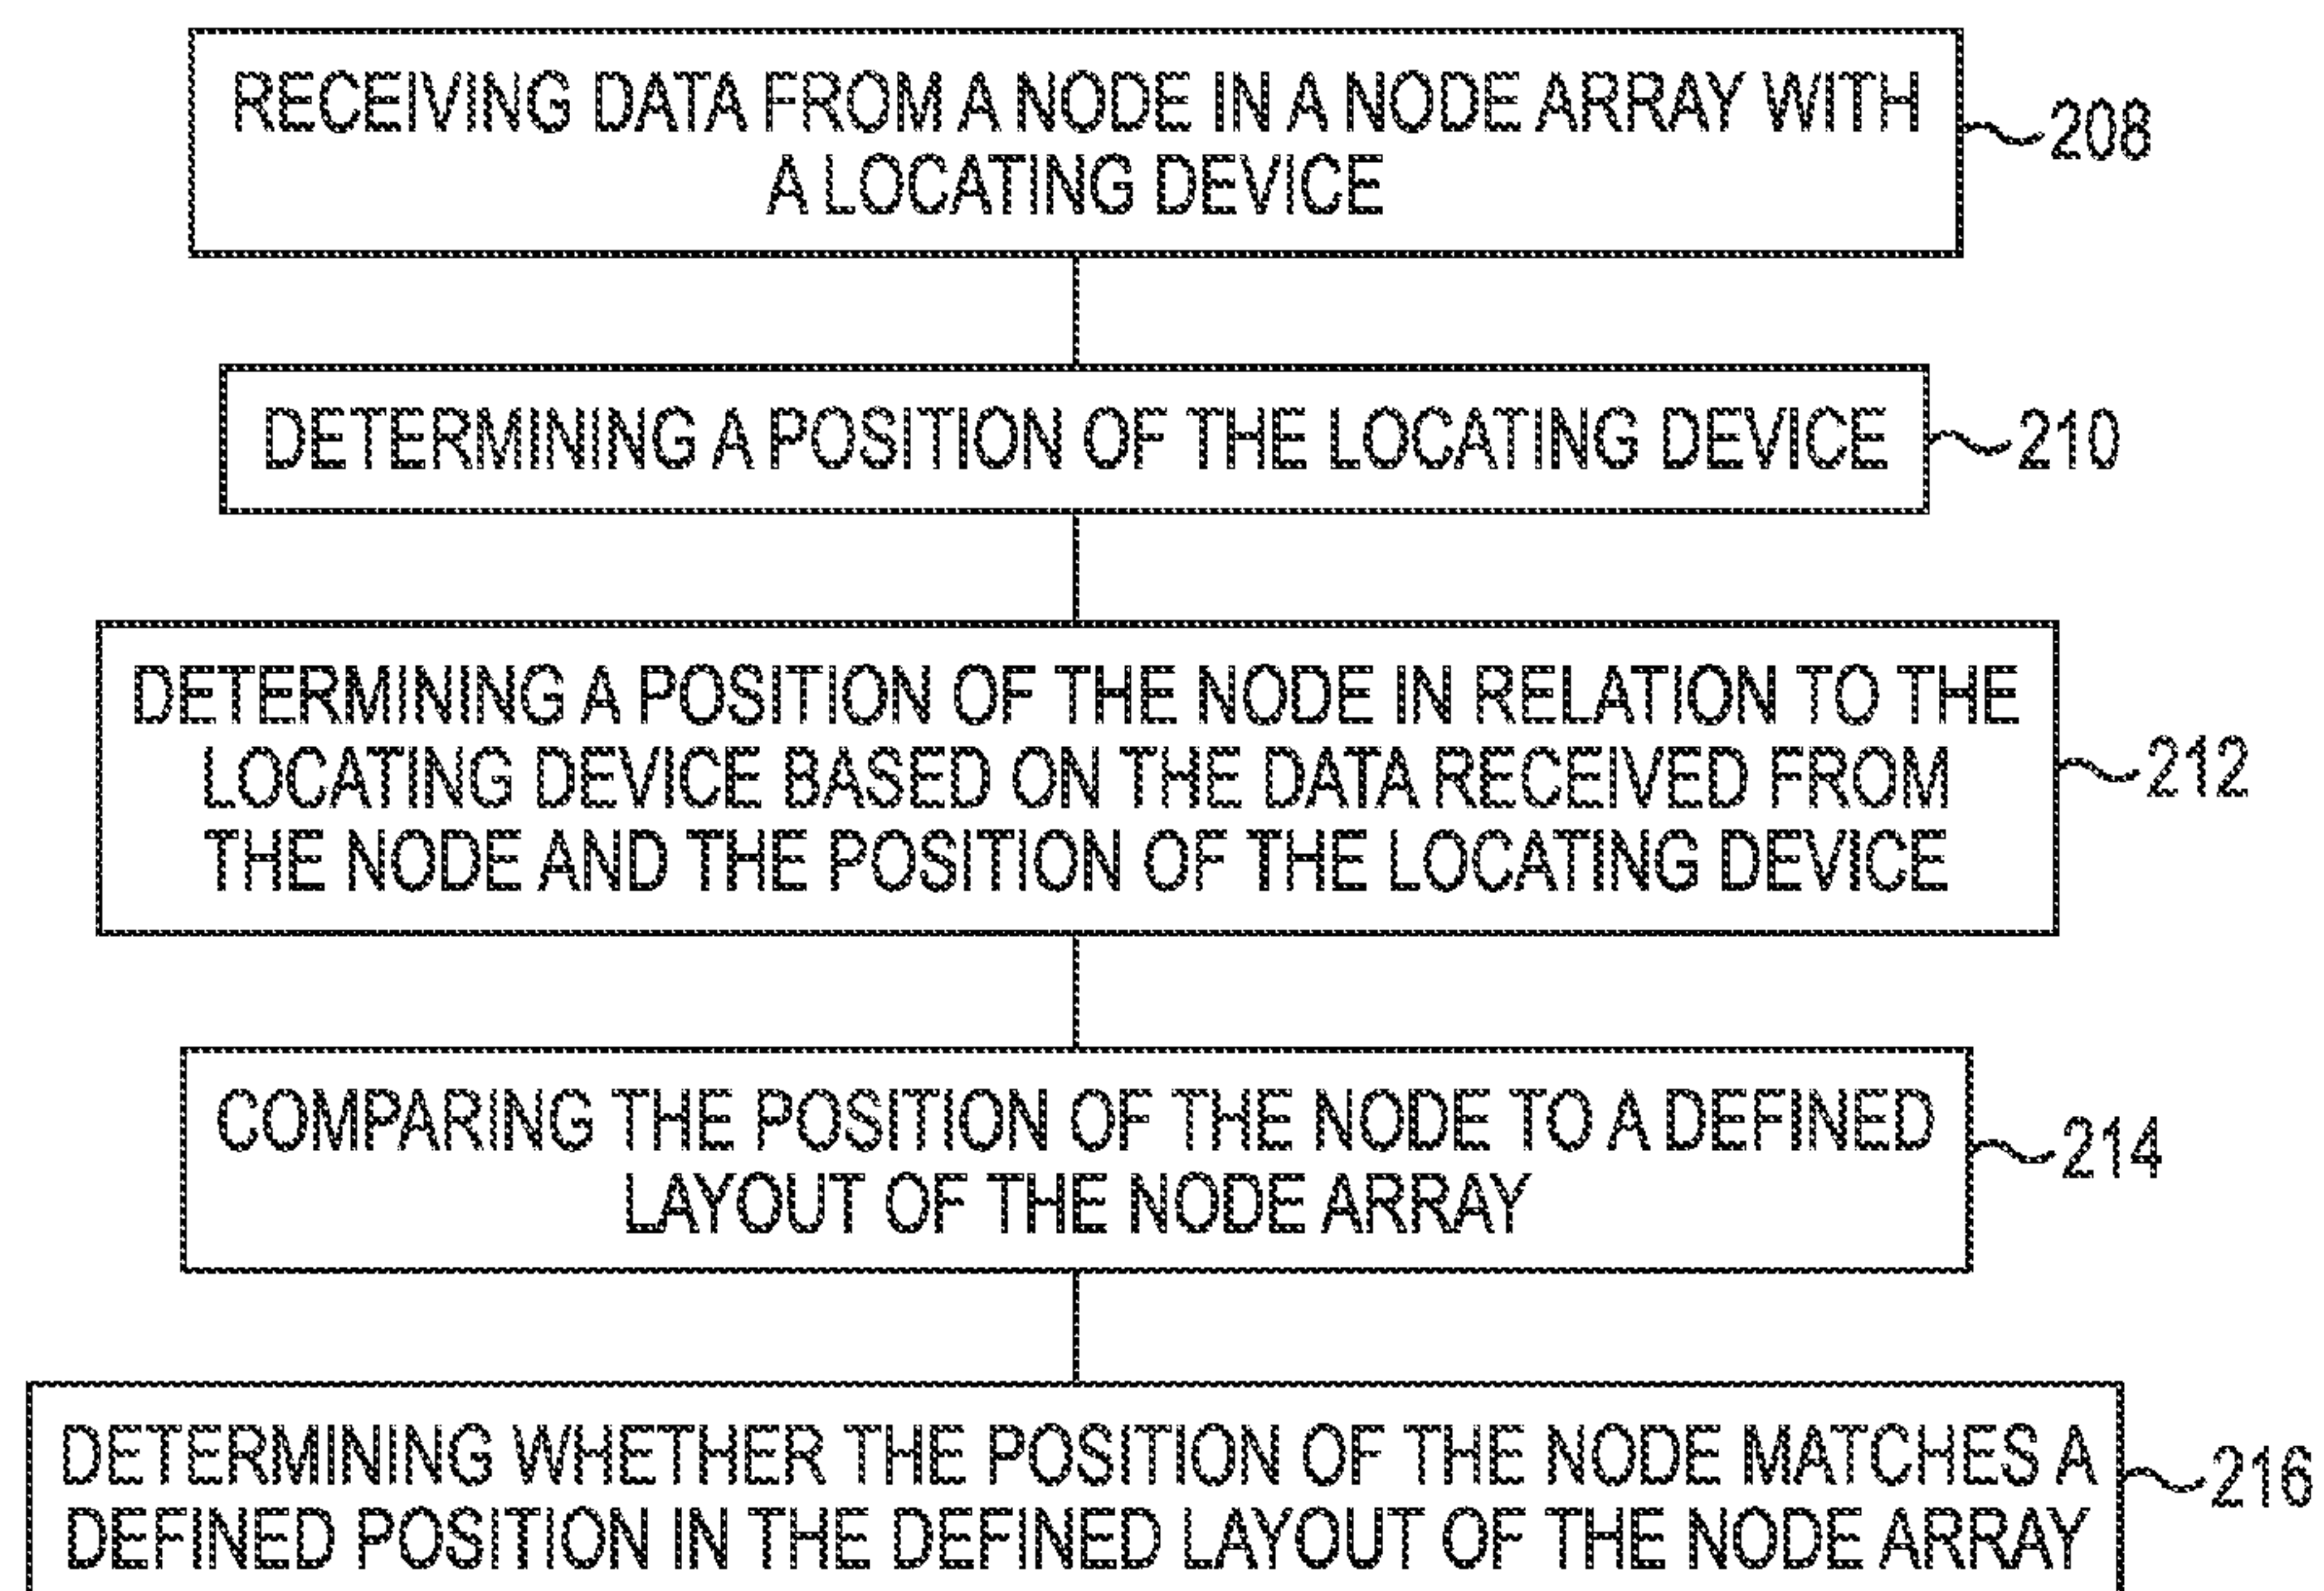 RECEIVING DATA FROM A NODE IN A NODE ARRAY WITH
A LOCATING DEVICE
208
DETERMINING A POSITION OF THE LOCATING DEVICE
210
DETERMINING A POSITION OF THE NODE IN RELATION TO THE
LOCATING DEVICE BASED ON THE DATA RECEIVED FROM
THE NODE AND THE POSITION OF THE LOCATING DEVICE
212
COMPARING THE POSITION OF THE NODE TO A DEFINED
LAYOUT OF THE NODE ARRAY
214
DETERMINING WHETHER THE POSITION OF THE NODE MATCHES A
DEFINED POSITION IN THE DEFINED LAYOUT OF THE NODE ARRAY
216